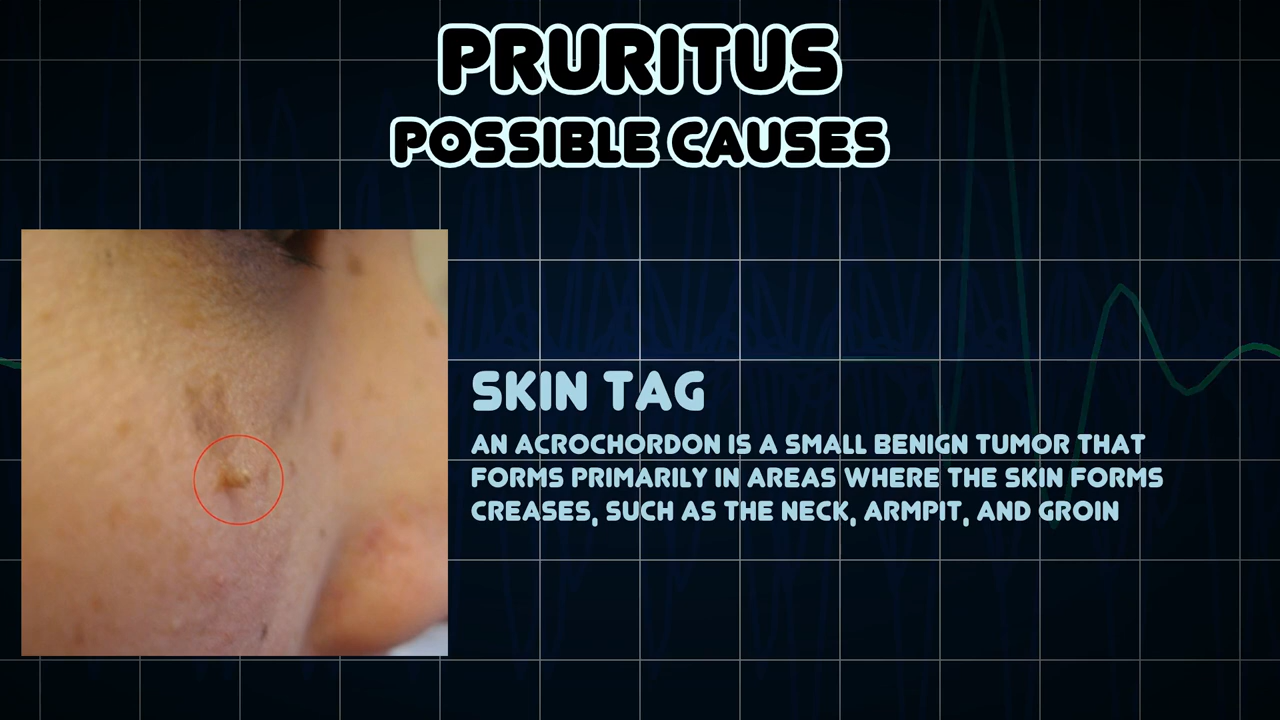 PRURITUS
POSSIBLE CAUSES
SKIN TAG
AN ACROCHORDON IS A SMALL BENIGN TUMOR THAT
FORMS PRIMARILY IN AREAS WHERE THE SKIN FORMS
CREASES, SUCH AS THE NECK, ARMPIT, AND GROIN